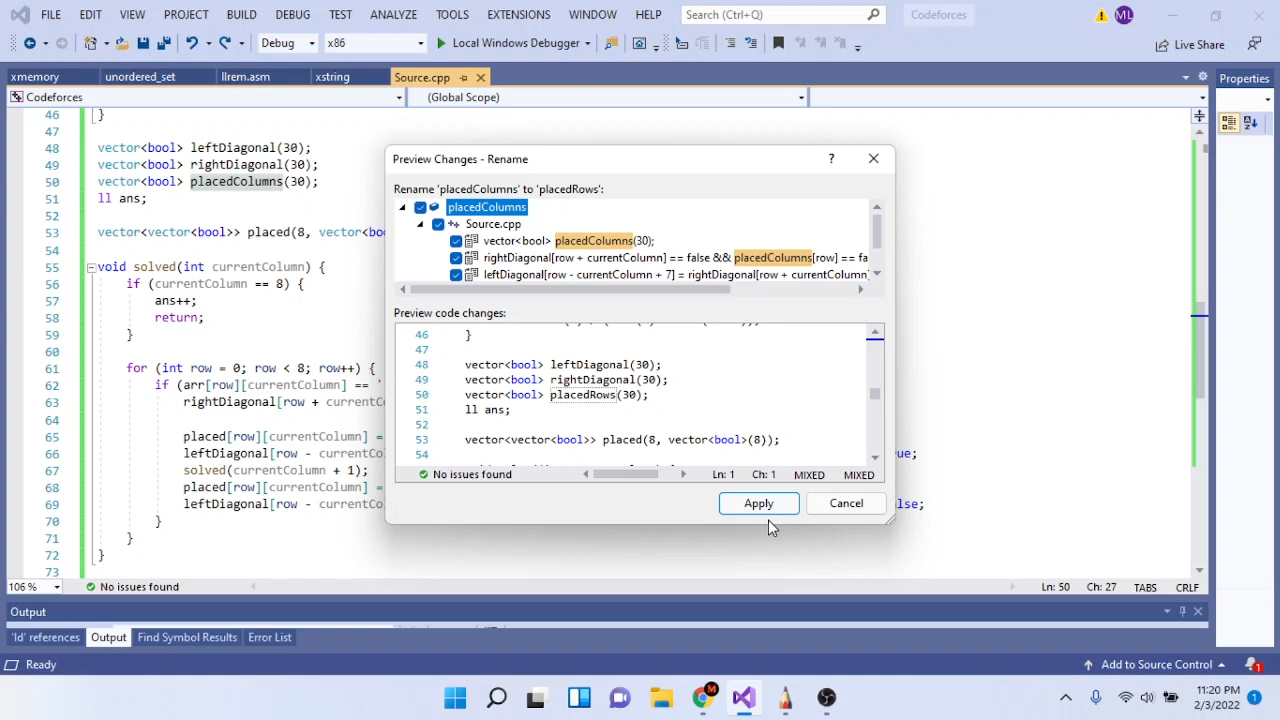 FILE EDIT VIEW PROJECT BUILD DEBUG TEST ANALYZE TOOLS EXTENSIONS WINDOW HELP Search (Ctrl+Q) Codeforces ML
Debug x86 Local Windows Debugger Live Share
xmemory unordered_set llrem.asm xstring Source.cpp Properties
Codeforces (Global Scope)
46 }
47
48 vector<bool> leftDiagonal(30);
49 vector<bool> rightDiagonal(30);
50 vector<bool> placedColumns(30);
51 ll ans;
52
53 vector<vector<bool>> placed(8, vector<boo
54
55 void solved(int currentColumn) {
56 if (currentColumn == 8) {
57 ans++;
58 return;
59 }
60
61 for (int row = 0; row < 8; row++) {
62 if (arr[row][currentColumn] == '
63 rightDiagonal[row + current
64
65 placed[row][currentColumn] =
66 leftDiagonal[row - current ue;
67 solved(currentColumn + 1);
68 placed[row][currentColumn] =
69 leftDiagonal[row - current lse;
70 }
71 }
72 }
73
Preview Changes - Rename ?
Rename 'placedColumns' to 'placedRows':
placedColumns
Source.cpp
vector<bool> placedColumns(30);
rightDiagonal[row + currentColumn] == false && placedColumns[row] == fa
leftDiagonal[row - currentColumn + 7] = rightDiagonal[row + currentColumn]
Preview code changes:
46 }
47
48 vector<bool> leftDiagonal(30);
49 vector<bool> rightDiagonal(30);
50 vector<bool> placedRows(30);
51 ll ans;
52
53 vector<vector<bool>> placed(8, vector<bool>(8));
54
No issues found Ln: 1 Ch: 1 MIXED MIXED
Apply Cancel
106 % No issues found Ln: 50 Ch: 27 TABS CRLF
Output
'ld' references Output Find Symbol Results Error List
Ready Add to Source Control 1
11:20 PM
2/3/2022 1